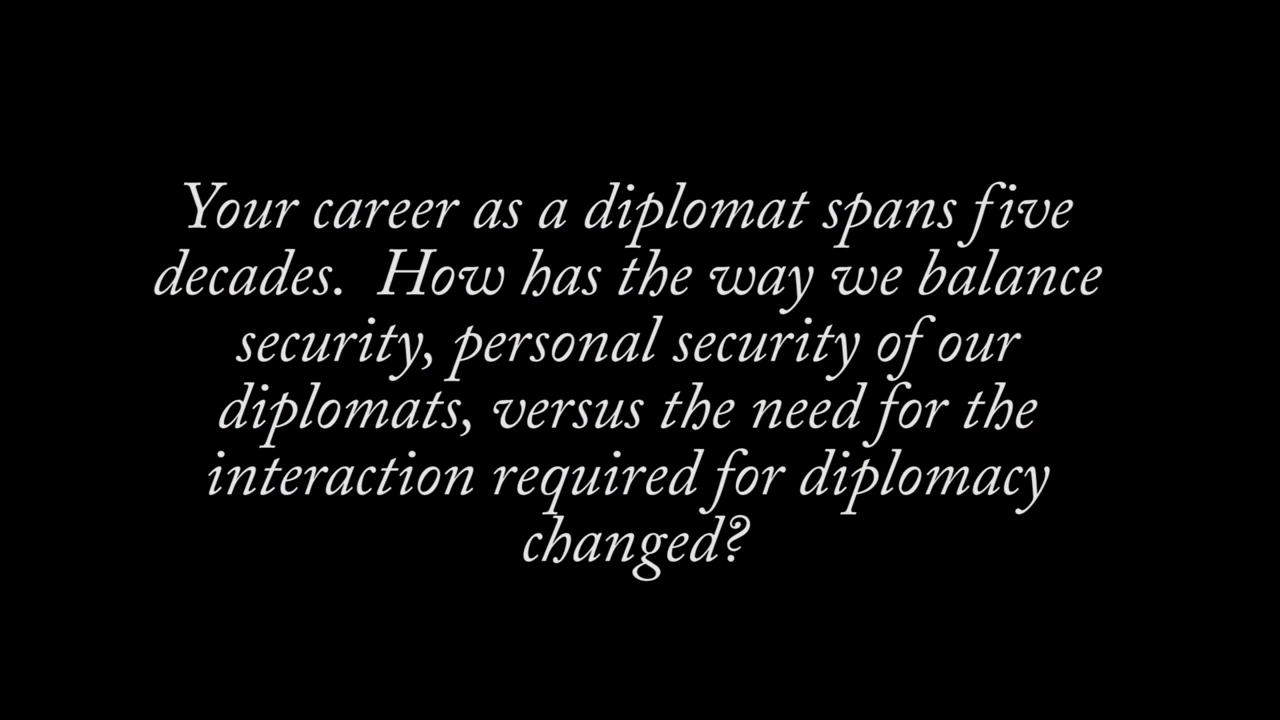 Your career as a diplomat spans five
decades.  How has the way we balance
security, personal security of our
diplomats, versus the need for the
interaction required for diplomacy
changed?